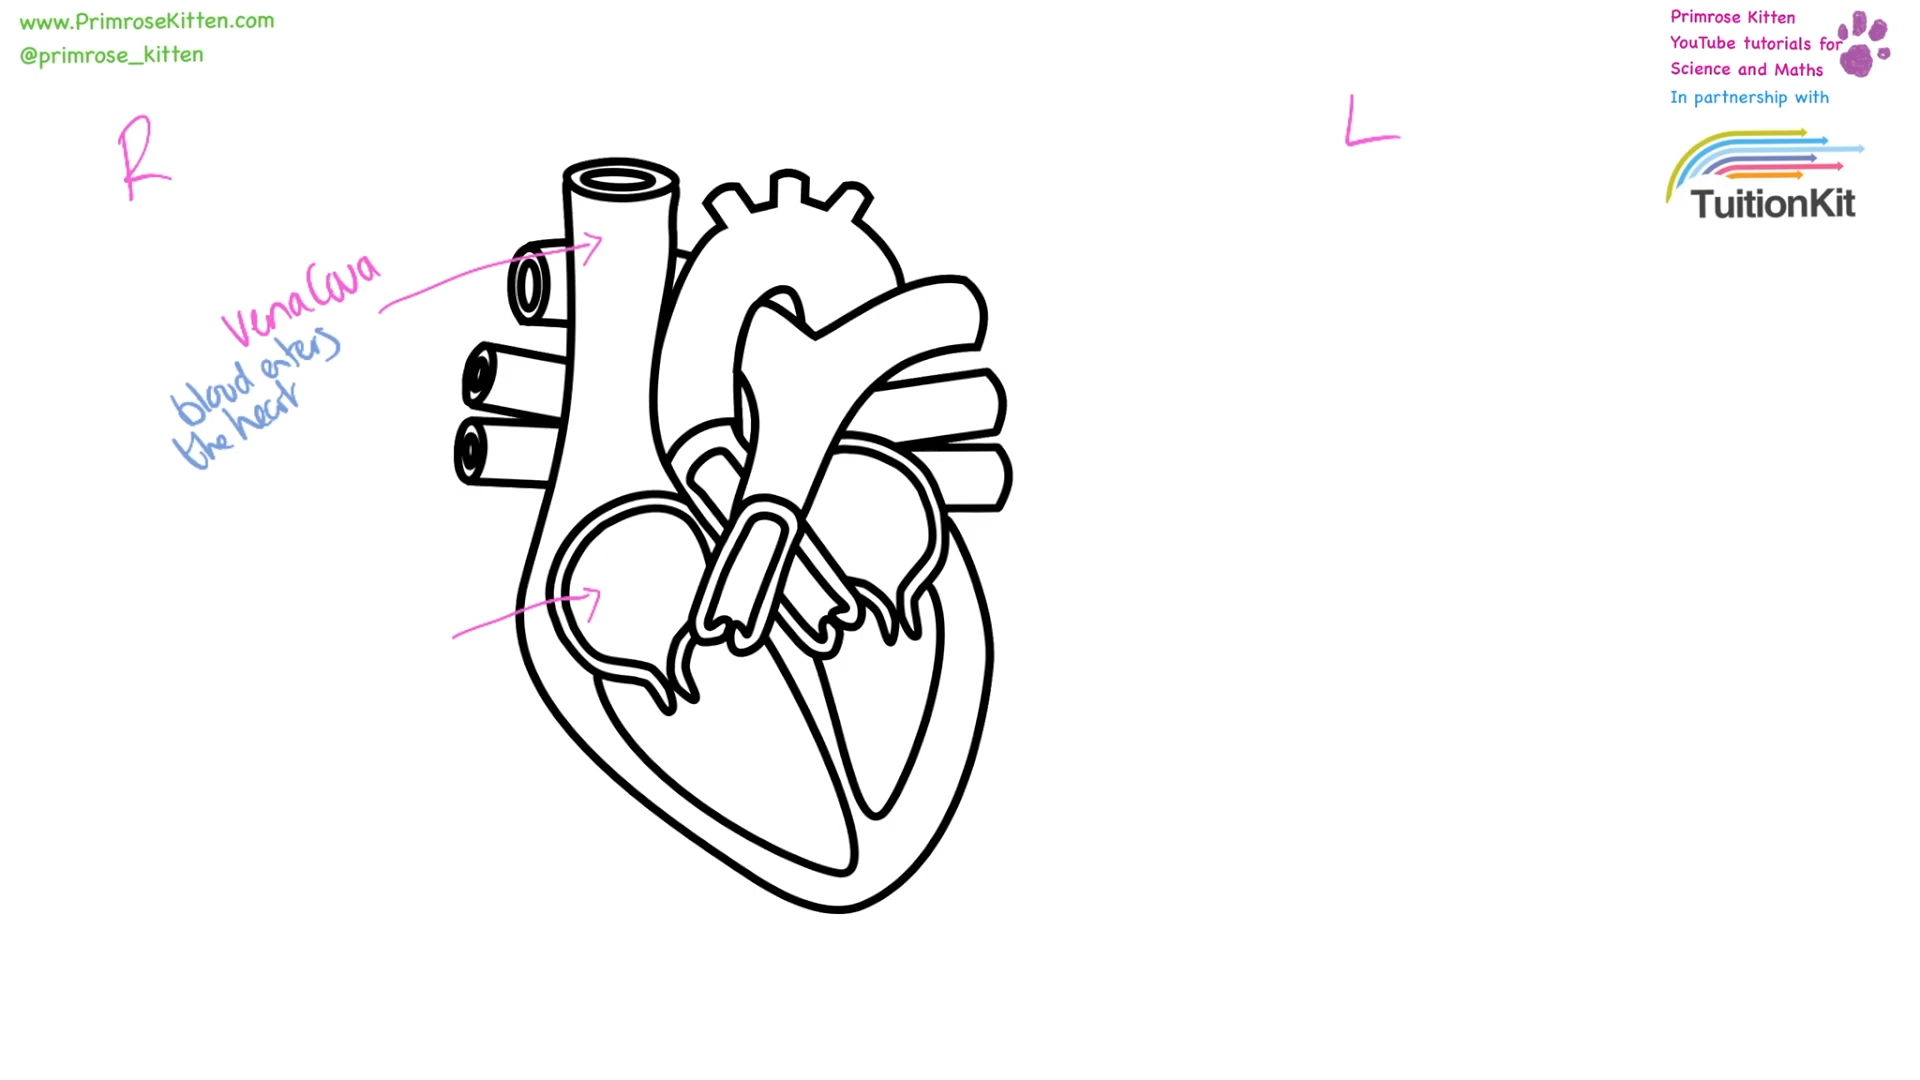 www.PrimroseKitten.com
@primrose_kitten
Primrose Kitten
YouTube tutorials for
Science and Maths
In partnership with
TuitionKit
R
L
Vena Cava
blood enters
the heart